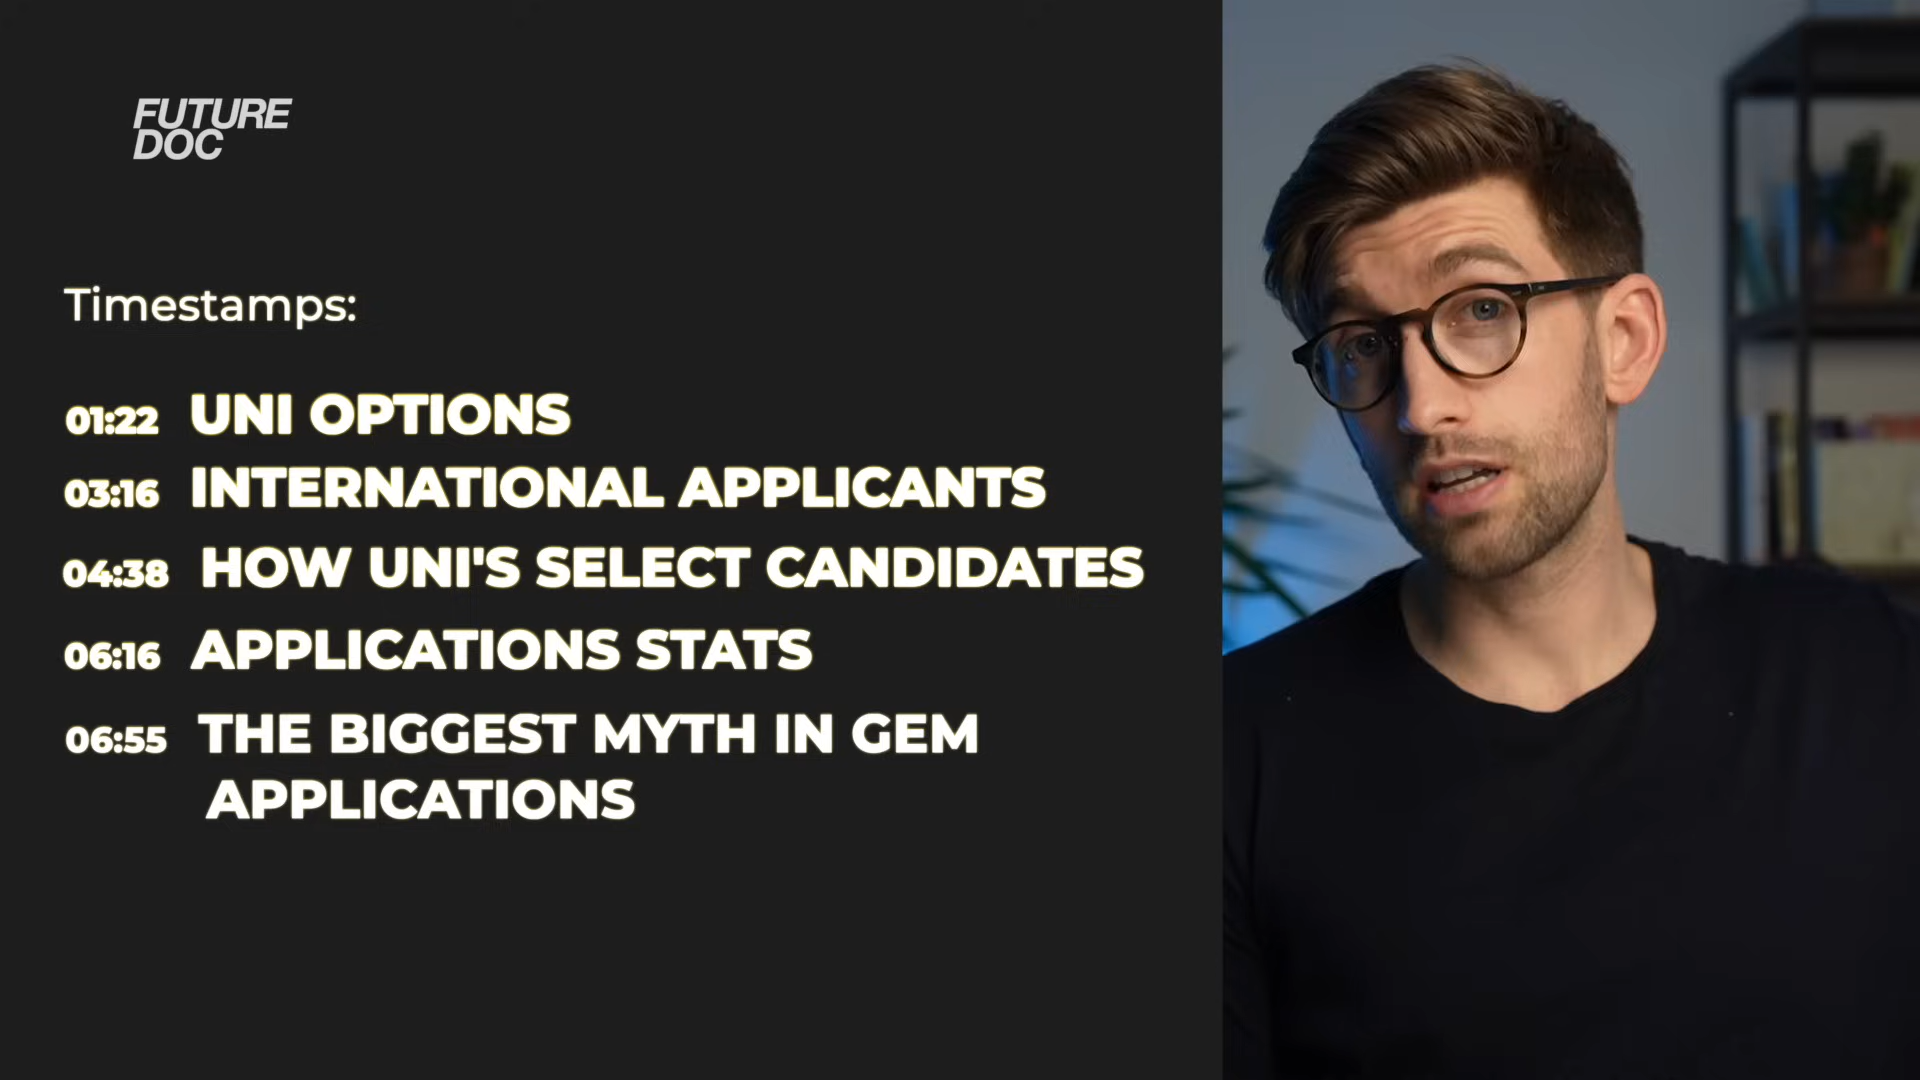 FUTURE
DOC
Timestamps:
01:22 UNI OPTIONS
03:16 INTERNATIONAL APPLICANTS
04:38 HOW UNI'S SELECT CANDIDATES
06:16 APPLICATIONS STATS
06:55 THE BIGGEST MYTH IN GEM
APPLICATIONS